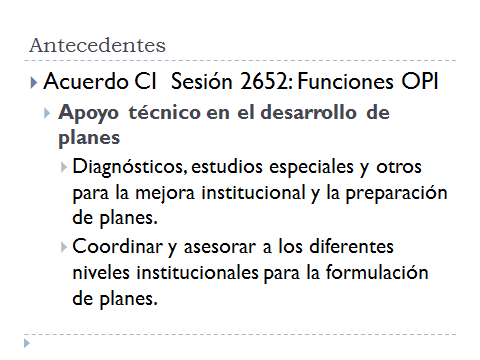 Antecedentes
Acuerdo CI Sesión 2652: Funciones OPI
Apoyo técnico en el desarrollo de
planes
Diagnósticos, estudios especiales y otros
para la mejora institucional y la preparación
de planes.
Coordinar y asesorar a los diferentes
niveles institucionales para la formulación
de planes.